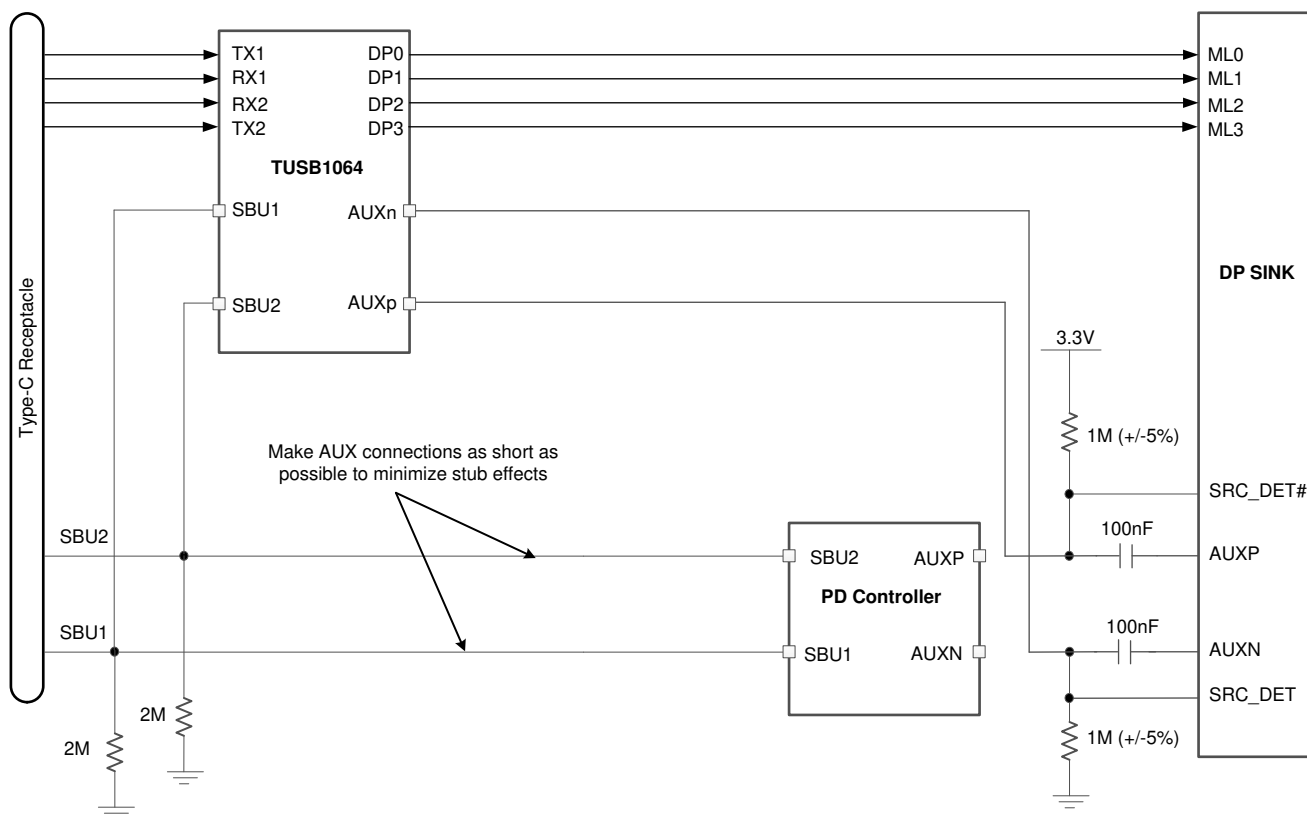 Type-C Receptacle
TX1
RX1
RX2
TX2
DP0
DP1
DP2
DP3
TUSB1064
SBU1
AUXn
SBU2
AUXp
ML0
ML1
ML2
ML3
DP SINK
3.3V
1M (+/-5%)
SRC_DET#
100nF
AUXP
100nF
AUXN
SRC_DET
1M (+/-5%)
Make AUX connections as short as
possible to minimize stub effects
SBU2
SBU1
SBU2
AUXP
PD Controller
SBU1
AUXN
2M
2M